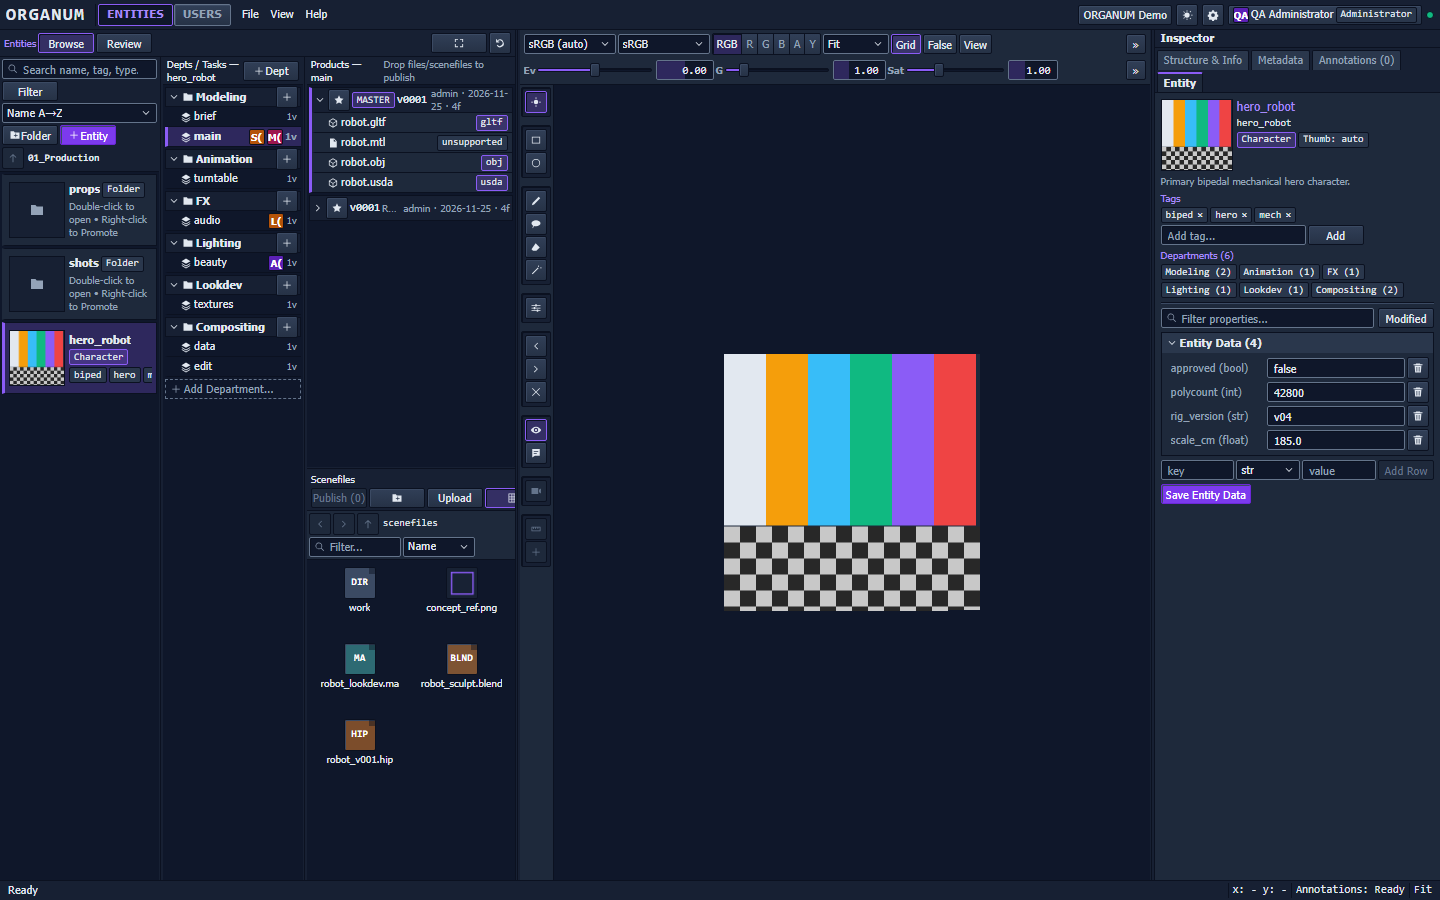 ORGANUM ENTITIES USERS File View Help ORGANUM Demo QA QA Administrator Administrator
Entities Browse Review
Search name, tag, type.
Filter
Name A→Z
Folder + Entity
01_Production
props Folder
Double-click to
open • Right-click
to Promote
shots Folder
Double-click to
open • Right-click
to Promote
hero_robot
Character
biped hero
Depts / Tasks —
hero_robot
+ Dept
Modeling
brief 1v
main S( M( 1v
Animation
turntable 1v
FX
audio L( 1v
Lighting
beauty A( 1v
Lookdev
textures 1v
Compositing
data 1v
edit 1v
+ Add Department...
Products —
main
Drop files/scenefiles to
publish
MASTER v0001 admin · 2026-11-
25 · 4f
robot.gltf gltf
robot.mtl unsupported
robot.obj obj
robot.usda usda
v0001 R... admin · 2026-11-25 · 4f
Scenefiles
Publish (0) Upload
scenefiles
Filter... Name
DIR
work
concept_ref.png
MA
robot_lookdev.ma
BLND
robot_sculpt.blend
HIP
robot_v001.hip
sRGB (auto) sRGB RGB R G B A Y Fit Grid False View »
Ev 0.00 G 1.00 Sat 1.00 »
Inspector
Structure & Info Metadata Annotations (0)
Entity
hero_robot
hero_robot
Character Thumb: auto
Primary bipedal mechanical hero character.
Tags
biped × hero × mech ×
Add tag... Add
Departments (6)
Modeling (2) Animation (1) FX (1)
Lighting (1) Lookdev (1) Compositing (2)
Filter properties... Modified
Entity Data (4)
approved (bool) false
polycount (int) 42800
rig_version (str) v04
scale_cm (float) 185.0
key str value Add Row
Save Entity Data
Ready x: - y: - Annotations: Ready Fit